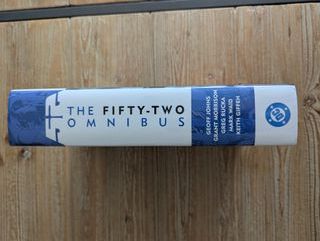 THE FIFTY-TWO
OMNIBUS
GEOFF JOHNS
GRANT MORRISON
GREG RUCKA
MARK WAID
KEITH GIFFEN